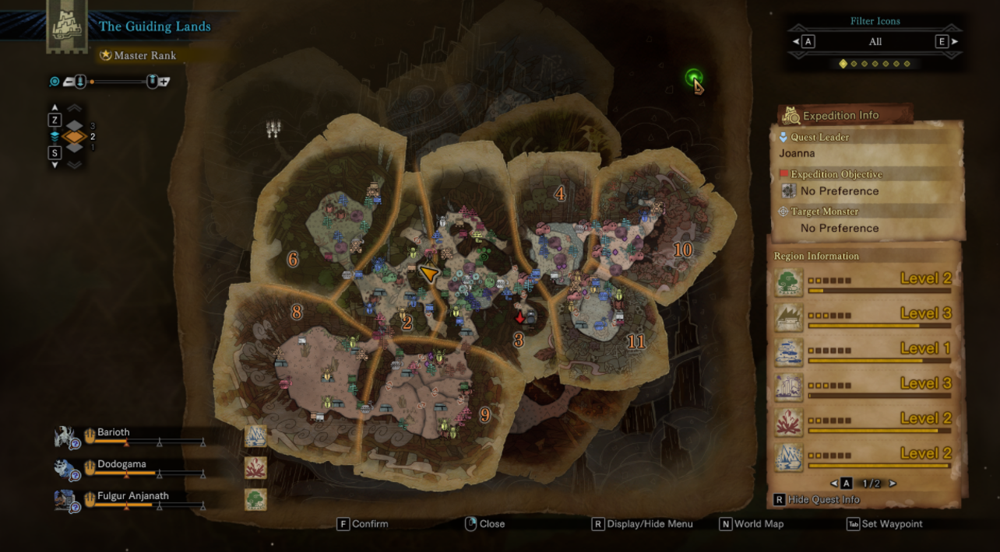 The Guiding Lands
Master Rank
Z
3
2
S
1
Filter Icons
A
All
E
Expedition Info
Quest Leader
Joanna
Expedition Objective
No Preference
Target Monster
No Preference
Region Information
Level 2
Level 3
Level 1
Level 3
Level 2
Level 2
A 1/2
R Hide Quest Info
4
6
10
8
2
3
11
9
Barioth
Dodogama
Fulgur Anjanath
F Confirm
Close
R Display/Hide Menu
N World Map
Tab Set Waypoint